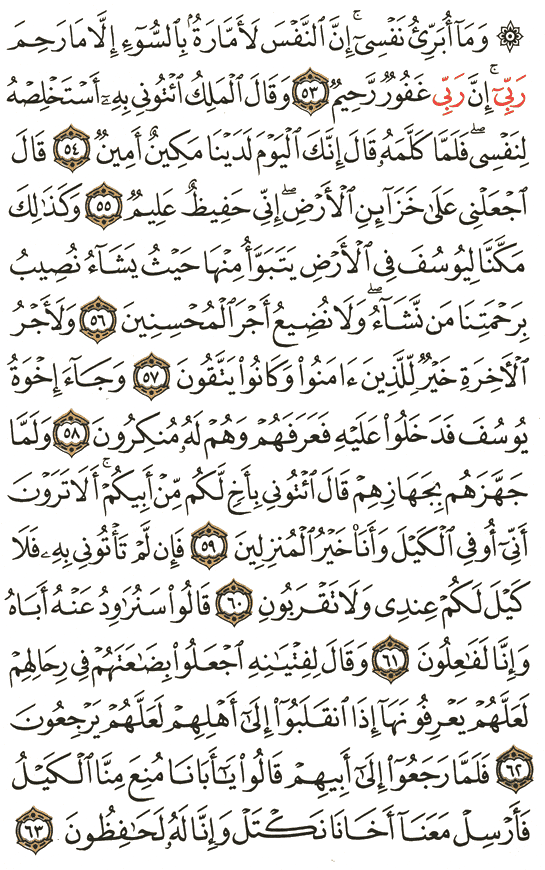 ۞ وَمَآ أُبَرِّئُ نَفْسِىٓ ۚ إِنَّ ٱلنَّفْسَ لَأَمَّارَةٌۢ بِٱلسُّوٓءِ إِلَّا مَا رَحِمَ
رَبِّىٓ ۚ إِنَّ رَبِّى غَفُورٌ رَّحِيمٌ ٥٣ وَقَالَ ٱلْمَلِكُ ٱئْتُونِى بِهِۦٓ أَسْتَخْلِصْهُ
لِنَفْسِى ۖ فَلَمَّا كَلَّمَهُۥ قَالَ إِنَّكَ ٱلْيَوْمَ لَدَيْنَا مَكِينٌ أَمِينٌ ٥٤ قَالَ
ٱجْعَلْنِى عَلَىٰ خَزَآئِنِ ٱلْأَرْضِ ۖ إِنِّى حَفِيظٌ عَلِيمٌ ٥٥ وَكَذَٰلِكَ
مَكَّنَّا لِيُوسُفَ فِى ٱلْأَرْضِ يَتَبَوَّأُ مِنْهَا حَيْثُ يَشَآءُ ۚ نُصِيبُ
بِرَحْمَتِنَا مَن نَّشَآءُ ۖ وَلَا نُضِيعُ أَجْرَ ٱلْمُحْسِنِينَ ٥٦ وَلَأَجْرُ
ٱلْءَاخِرَةِ خَيْرٌ لِّلَّذِينَ ءَامَنُوا۟ وَكَانُوا۟ يَتَّقُونَ ٥٧ وَجَآءَ إِخْوَةُ
يُوسُفَ فَدَخَلُوا۟ عَلَيْهِ فَعَرَفَهُمْ وَهُمْ لَهُۥ مُنكِرُونَ ٥٨ وَلَمَّا
جَهَّزَهُم بِجَهَازِهِمْ قَالَ ٱئْتُونِى بِأَخٍ لَّكُم مِّنْ أَبِيكُمْ ۚ أَلَا تَرَوْنَ
أَنِّىٓ أُوفِى ٱلْكَيْلَ وَأَنَا۠ خَيْرُ ٱلْمُنزِلِينَ ٥٩ فَإِن لَّمْ تَأْتُونِى بِهِۦ فَلَا
كَيْلَ لَكُمْ عِندِى وَلَا تَقْرَبُونِ ٦٠ قَالُوا۟ سَنُرَٰوِدُ عَنْهُ أَبَاهُ
وَإِنَّا لَفَٰعِلُونَ ٦١ وَقَالَ لِفِتْيَٰنِهِ ٱجْعَلُوا۟ بِضَٰعَتَهُمْ فِى رِحَالِهِمْ
لَعَلَّهُمْ يَعْرِفُونَهَآ إِذَا ٱنقَلَبُوٓا۟ إِلَىٰٓ أَهْلِهِمْ لَعَلَّهُمْ يَرْجِعُونَ
٦٢ فَلَمَّا رَجَعُوٓا۟ إِلَىٰٓ أَبِيهِمْ قَالُوا۟ يَٰٓأَبَانَا مُنِعَ مِنَّا ٱلْكَيْلُ
فَأَرْسِلْ مَعَنَآ أَخَانَا نَكْتَلْ وَإِنَّا لَهُۥ لَحَٰفِظُونَ ٦٣